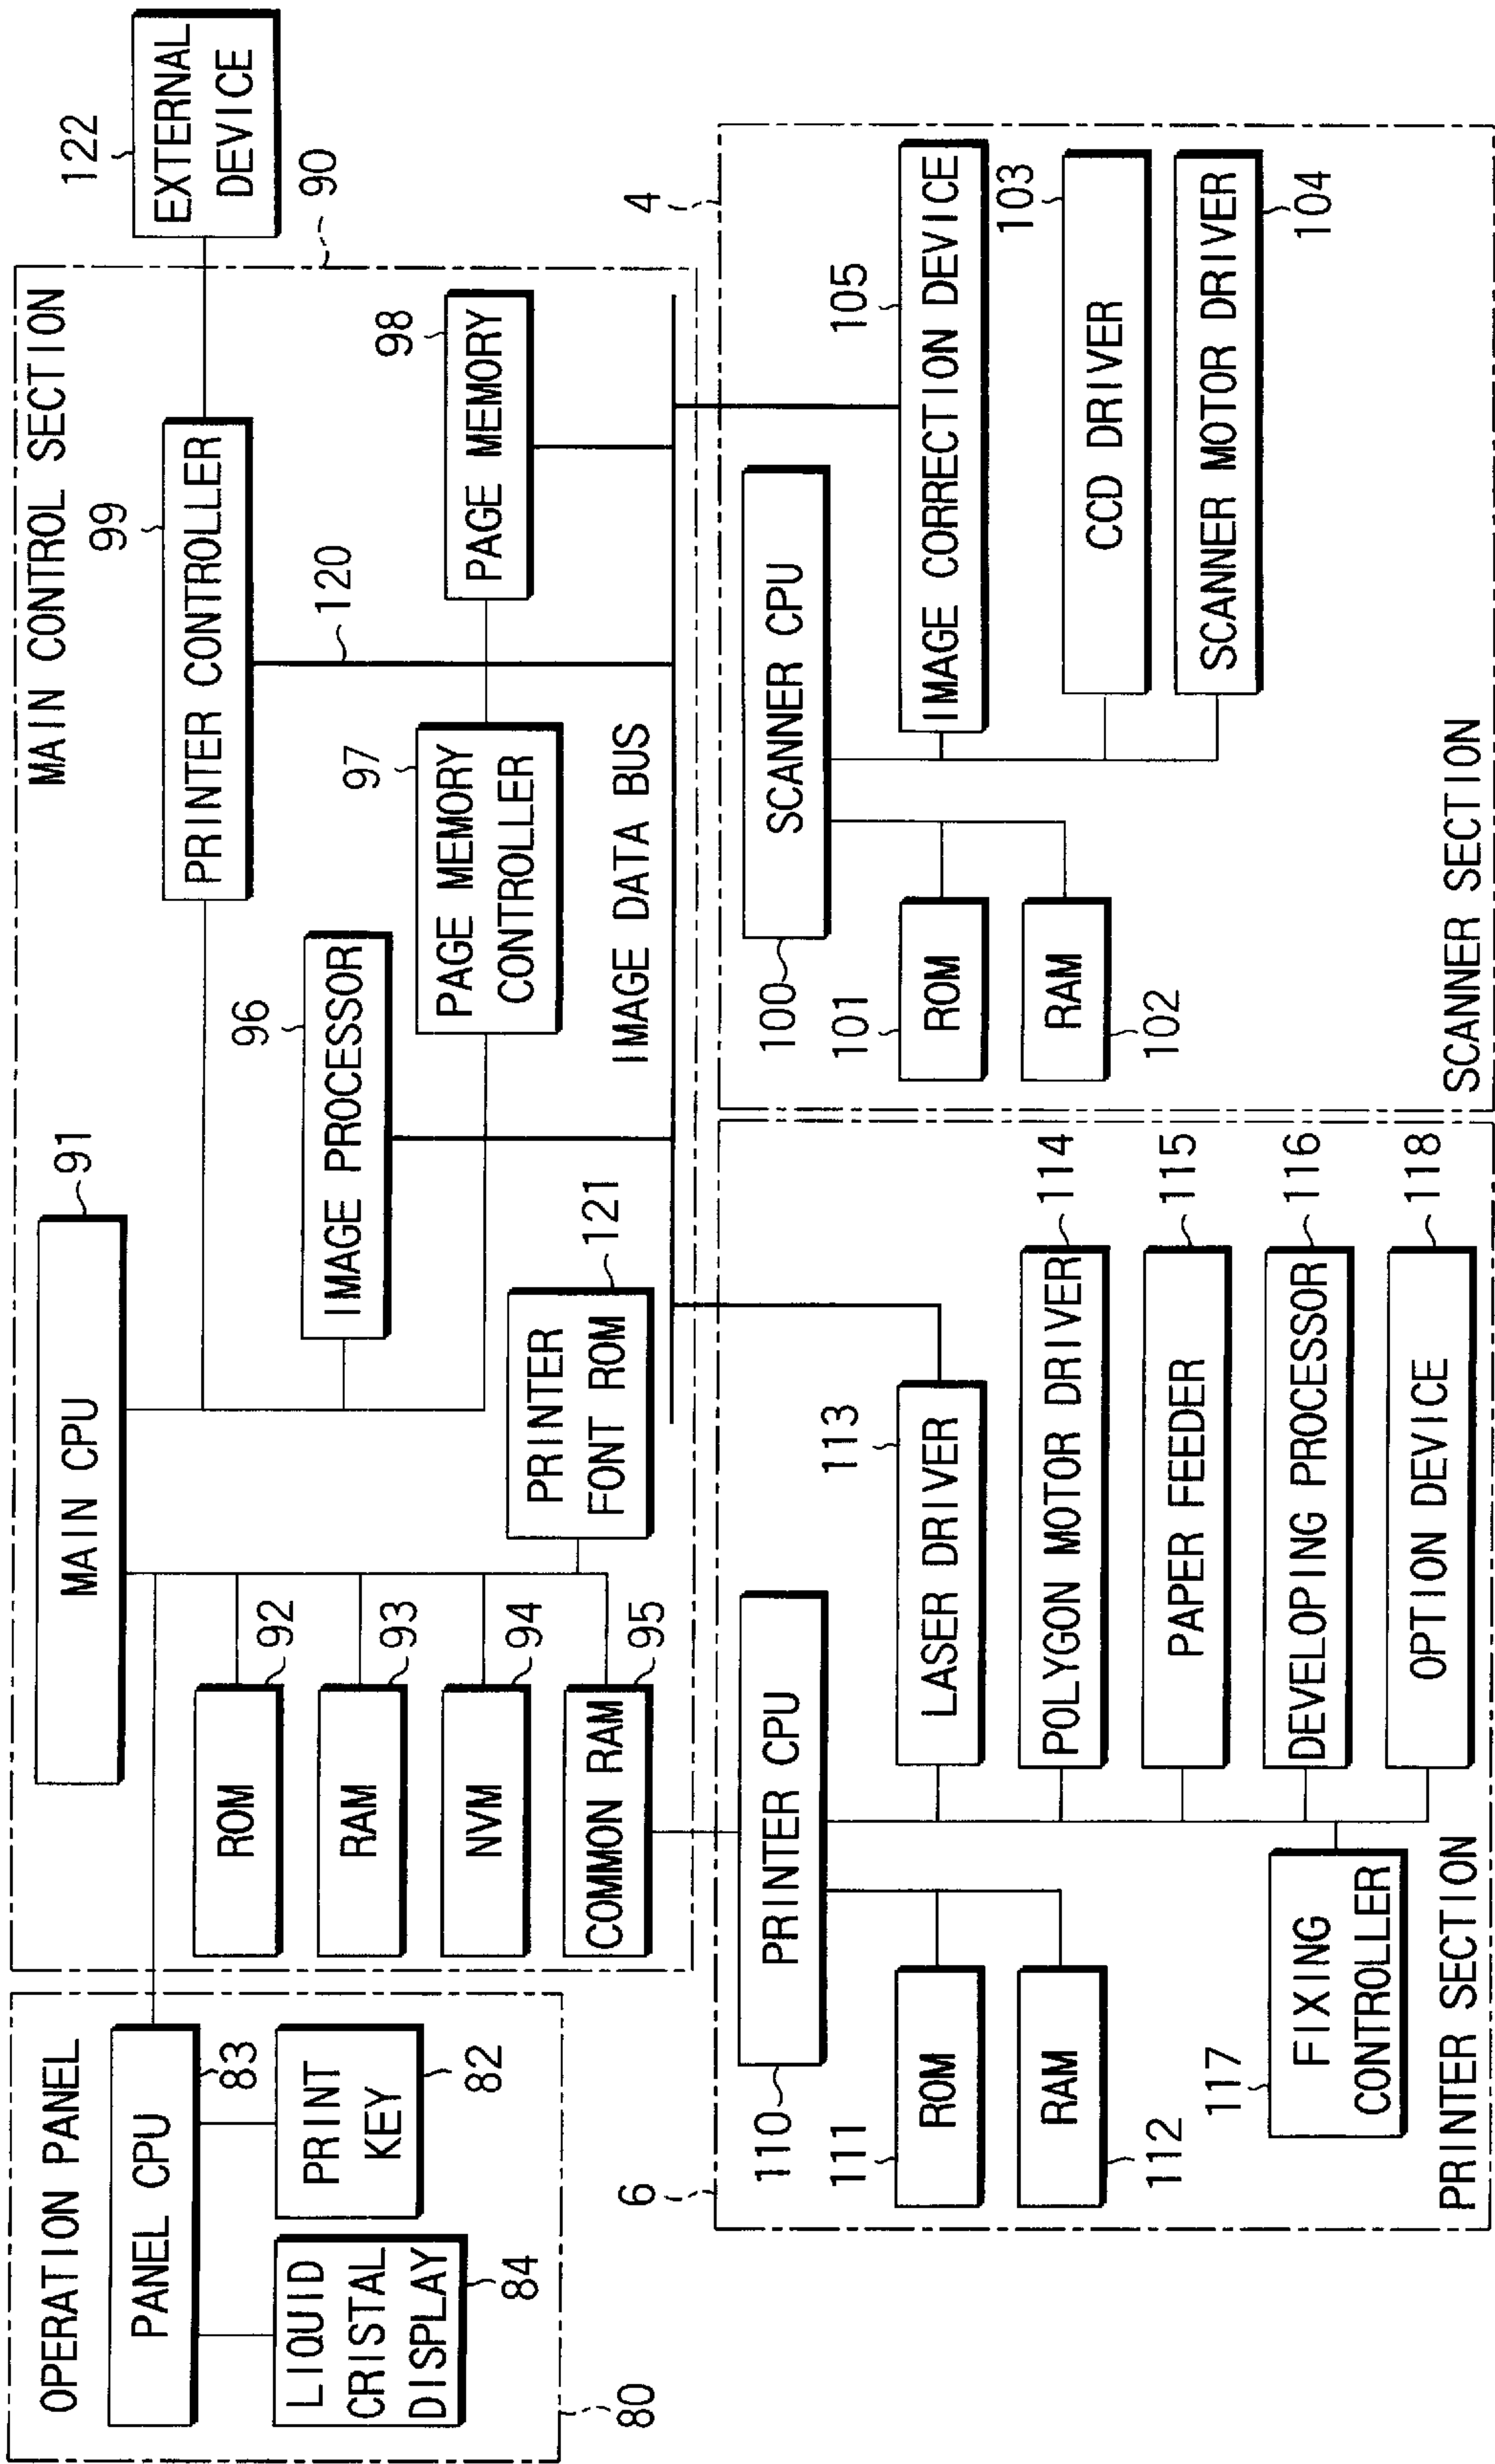 OPERATION PANEL
PANEL CPU
83
LIQUID
CRISTAL
DISPLAY
84
PRINT
KEY
82
80
MAIN CONTROL SECTION
MAIN CPU
91
ROM
92
RAM
93
NVM
94
COMMON RAM
95
PRINTER
FONT ROM
121
IMAGE PROCESSOR
96
PAGE MEMORY
CONTROLLER
97
PRINTER CONTROLLER
99
120
PAGE MEMORY
98
IMAGE DATA BUS
90
EXTERNAL
DEVICE
122
6
PRINTER CPU
110
ROM
111
RAM
112
LASER DRIVER
113
POLYGON MOTOR DRIVER
114
PAPER FEEDER
115
DEVELOPING PROCESSOR
116
FIXING
CONTROLLER
117
OPTION DEVICE
118
PRINTER SECTION
4
SCANNER CPU
100
ROM
101
RAM
102
IMAGE CORRECTION DEVICE
105
CCD DRIVER
103
SCANNER MOTOR DRIVER
104
SCANNER SECTION